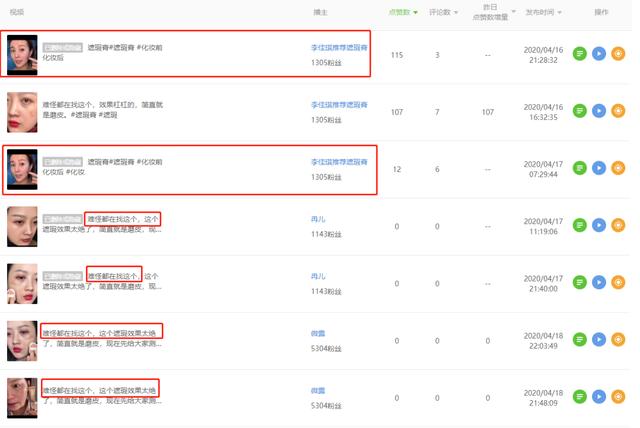 视频 播主 点赞数 评论数 昨日点赞数增量 发布时间 操作
遮瑕膏#遮瑕膏 #化妆前 李佳琪推荐遮瑕膏 115 3 -- 2020/04/16
化妆后 1305粉丝 21:28:32
难怪都在找这个，效果杠杠的，简直就 李佳琪推荐遮瑕膏 107 7 107 2020/04/16
是磨皮。#遮瑕膏 #遮瑕 1305粉丝 16:32:35
遮瑕膏#遮瑕膏 #化妆前 李佳琪推荐遮瑕膏 12 6 -- 2020/04/17
化妆后 #化妆 1305粉丝 07:29:44
难怪都在找这个，这个 冉儿 0 0 -- 2020/04/17
遮瑕效果太绝了，简直就是磨皮，现... 1143粉丝 11:19:06
难怪都在找这个，这个 冉儿 0 0 -- 2020/04/17
遮瑕效果太绝了，简直就是磨皮，现... 1143粉丝 21:40:00
难怪都在找这个，这个遮瑕效果太绝 微露 0 0 0 2020/04/18
了，简直就是磨皮，现在先给大家测... 5304粉丝 22:03:49
难怪都在找这个，这个遮瑕效果太绝 微露 0 0 -- 2020/04/18
了，简直就是磨皮，现在先给大家测... 5304粉丝 21:48:09